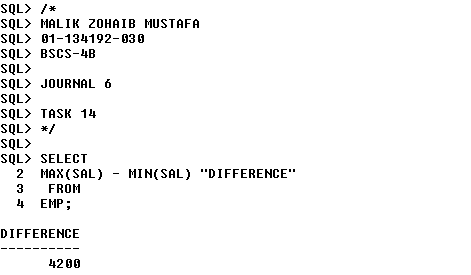 SQL> /*
SQL> MALIK ZOHAIB MUSTAFA
SQL> 01-134192-030
SQL> BSCS-4B
SQL>
SQL> JOURNAL 6
SQL>
SQL> TASK 14
SQL> */
SQL>
SQL> SELECT
  2  MAX(SAL) - MIN(SAL) "DIFFERENCE"
  3   FROM
  4  EMP;
DIFFERENCE
----------
      4200